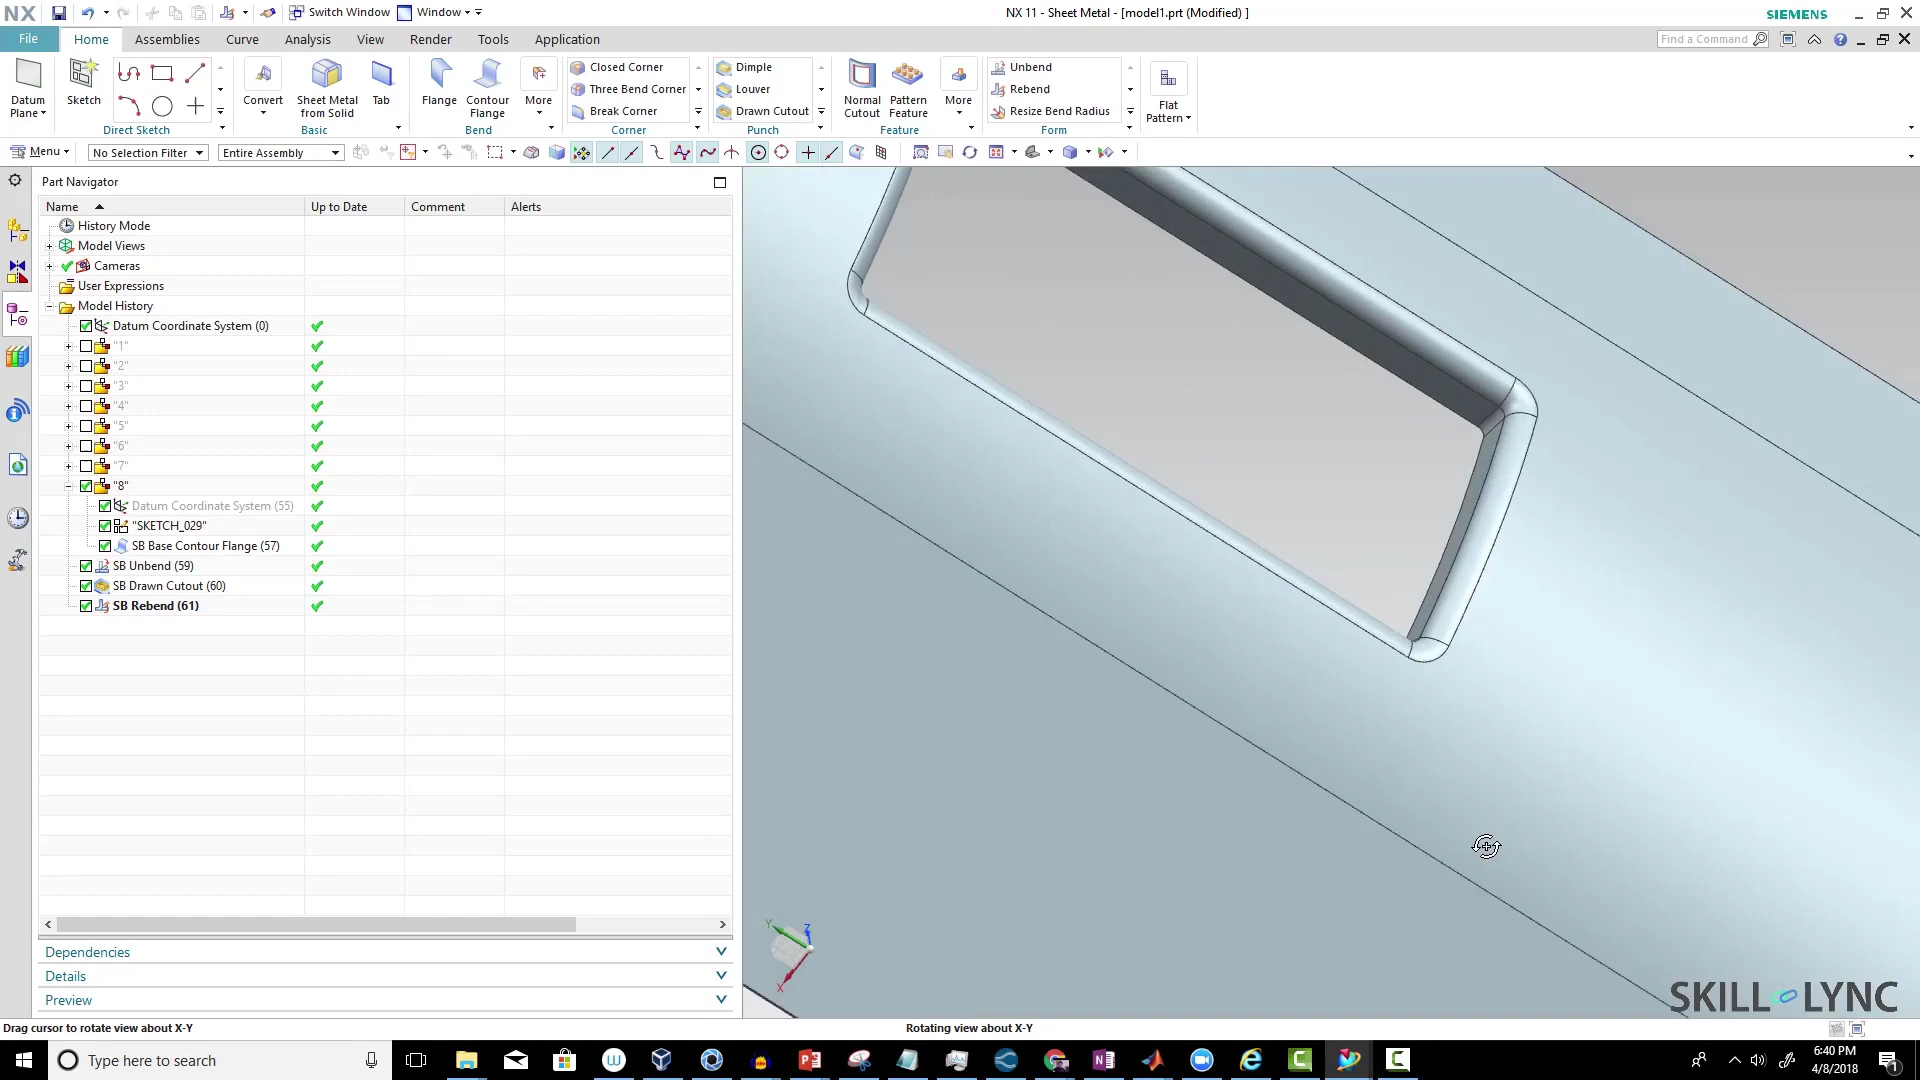 NX
Switch Window
Window
NX 11 - Sheet Metal - [model1.prt (Modified) ]
SIEMENS
File
Home
Assemblies
Curve
Analysis
View
Render
Tools
Application
Find a Command
Datum
Plane
Sketch
Direct Sketch
Convert
Sheet Metal
from Solid
Tab
Basic
Flange
Contour
Flange
More
Bend
Closed Corner
Three Bend Corner
Break Corner
Corner
Dimple
Louver
Drawn Cutout
Punch
Normal
Cutout
Pattern
Feature
More
Feature
Unbend
Rebend
Resize Bend Radius
Form
Flat
Pattern
Menu
No Selection Filter
Entire Assembly
Part Navigator
Name
Up to Date
Comment
Alerts
History Mode
Model Views
Cameras
User Expressions
Model History
Datum Coordinate System (0)
"1"
"2"
"3"
"4"
"5"
"6"
"7"
"8"
Datum Coordinate System (55)
"SKETCH_029"
SB Base Contour Flange (57)
SB Unbend (59)
SB Drawn Cutout (60)
SB Rebend (61)
Dependencies
Details
Preview
Y
Z
X
SKILL LYNC
Drag cursor to rotate view about X-Y
Rotating view about X-Y
Type here to search
6:40 PM
4/8/2018
1